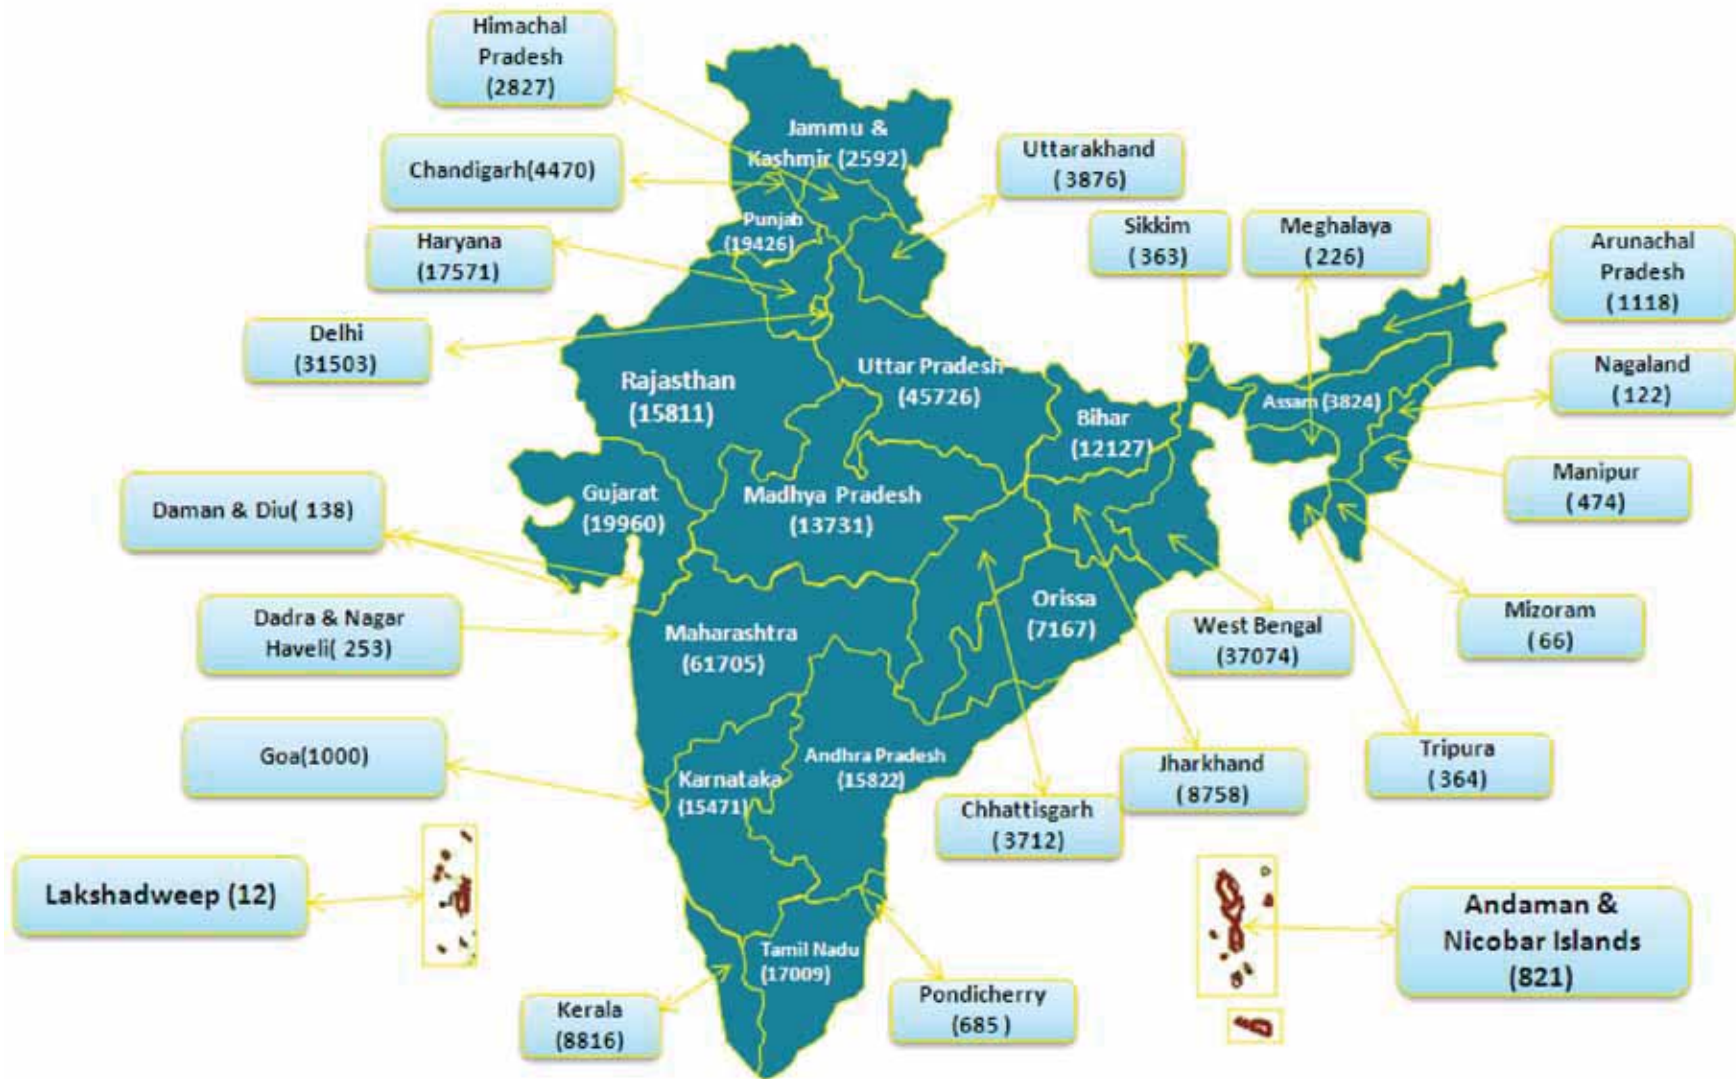 Himachal
Pradesh
(2827)
Jammu &
Kashmir (2592)
Chandigarh(4470)
Uttarakhand
( 3876)
Punjab
(19426)
Haryana
(17571)
Sikkim
( 363)
Meghalaya
( 226)
Arunachal
Pradesh
( 1118)
Delhi
(31503)
Rajasthan
(15811)
Uttar Pradesh
(45726)
Bihar
(12127)
Assam (3824)
Nagaland
( 122)
Manipur
( 474)
Gujarat
(19960)
Madhya Pradesh
(13731)
Daman & Diu( 138)
Dadra & Nagar
Haveli( 253)
Maharashtra
(61705)
Orissa
(7167)
West Bengal
(37074)
Mizoram
( 66)
Goa(1000)
Karnataka
(15471)
Andhra Pradesh
(15822)
Chhattisgarh
( 3712)
Jharkhand
( 8758)
Tripura
( 364)
Lakshadweep (12)
Andaman &
Nicobar Islands
(821)
Tamil Nadu
(17009)
Kerala
(8816)
Pondicherry
(685 )